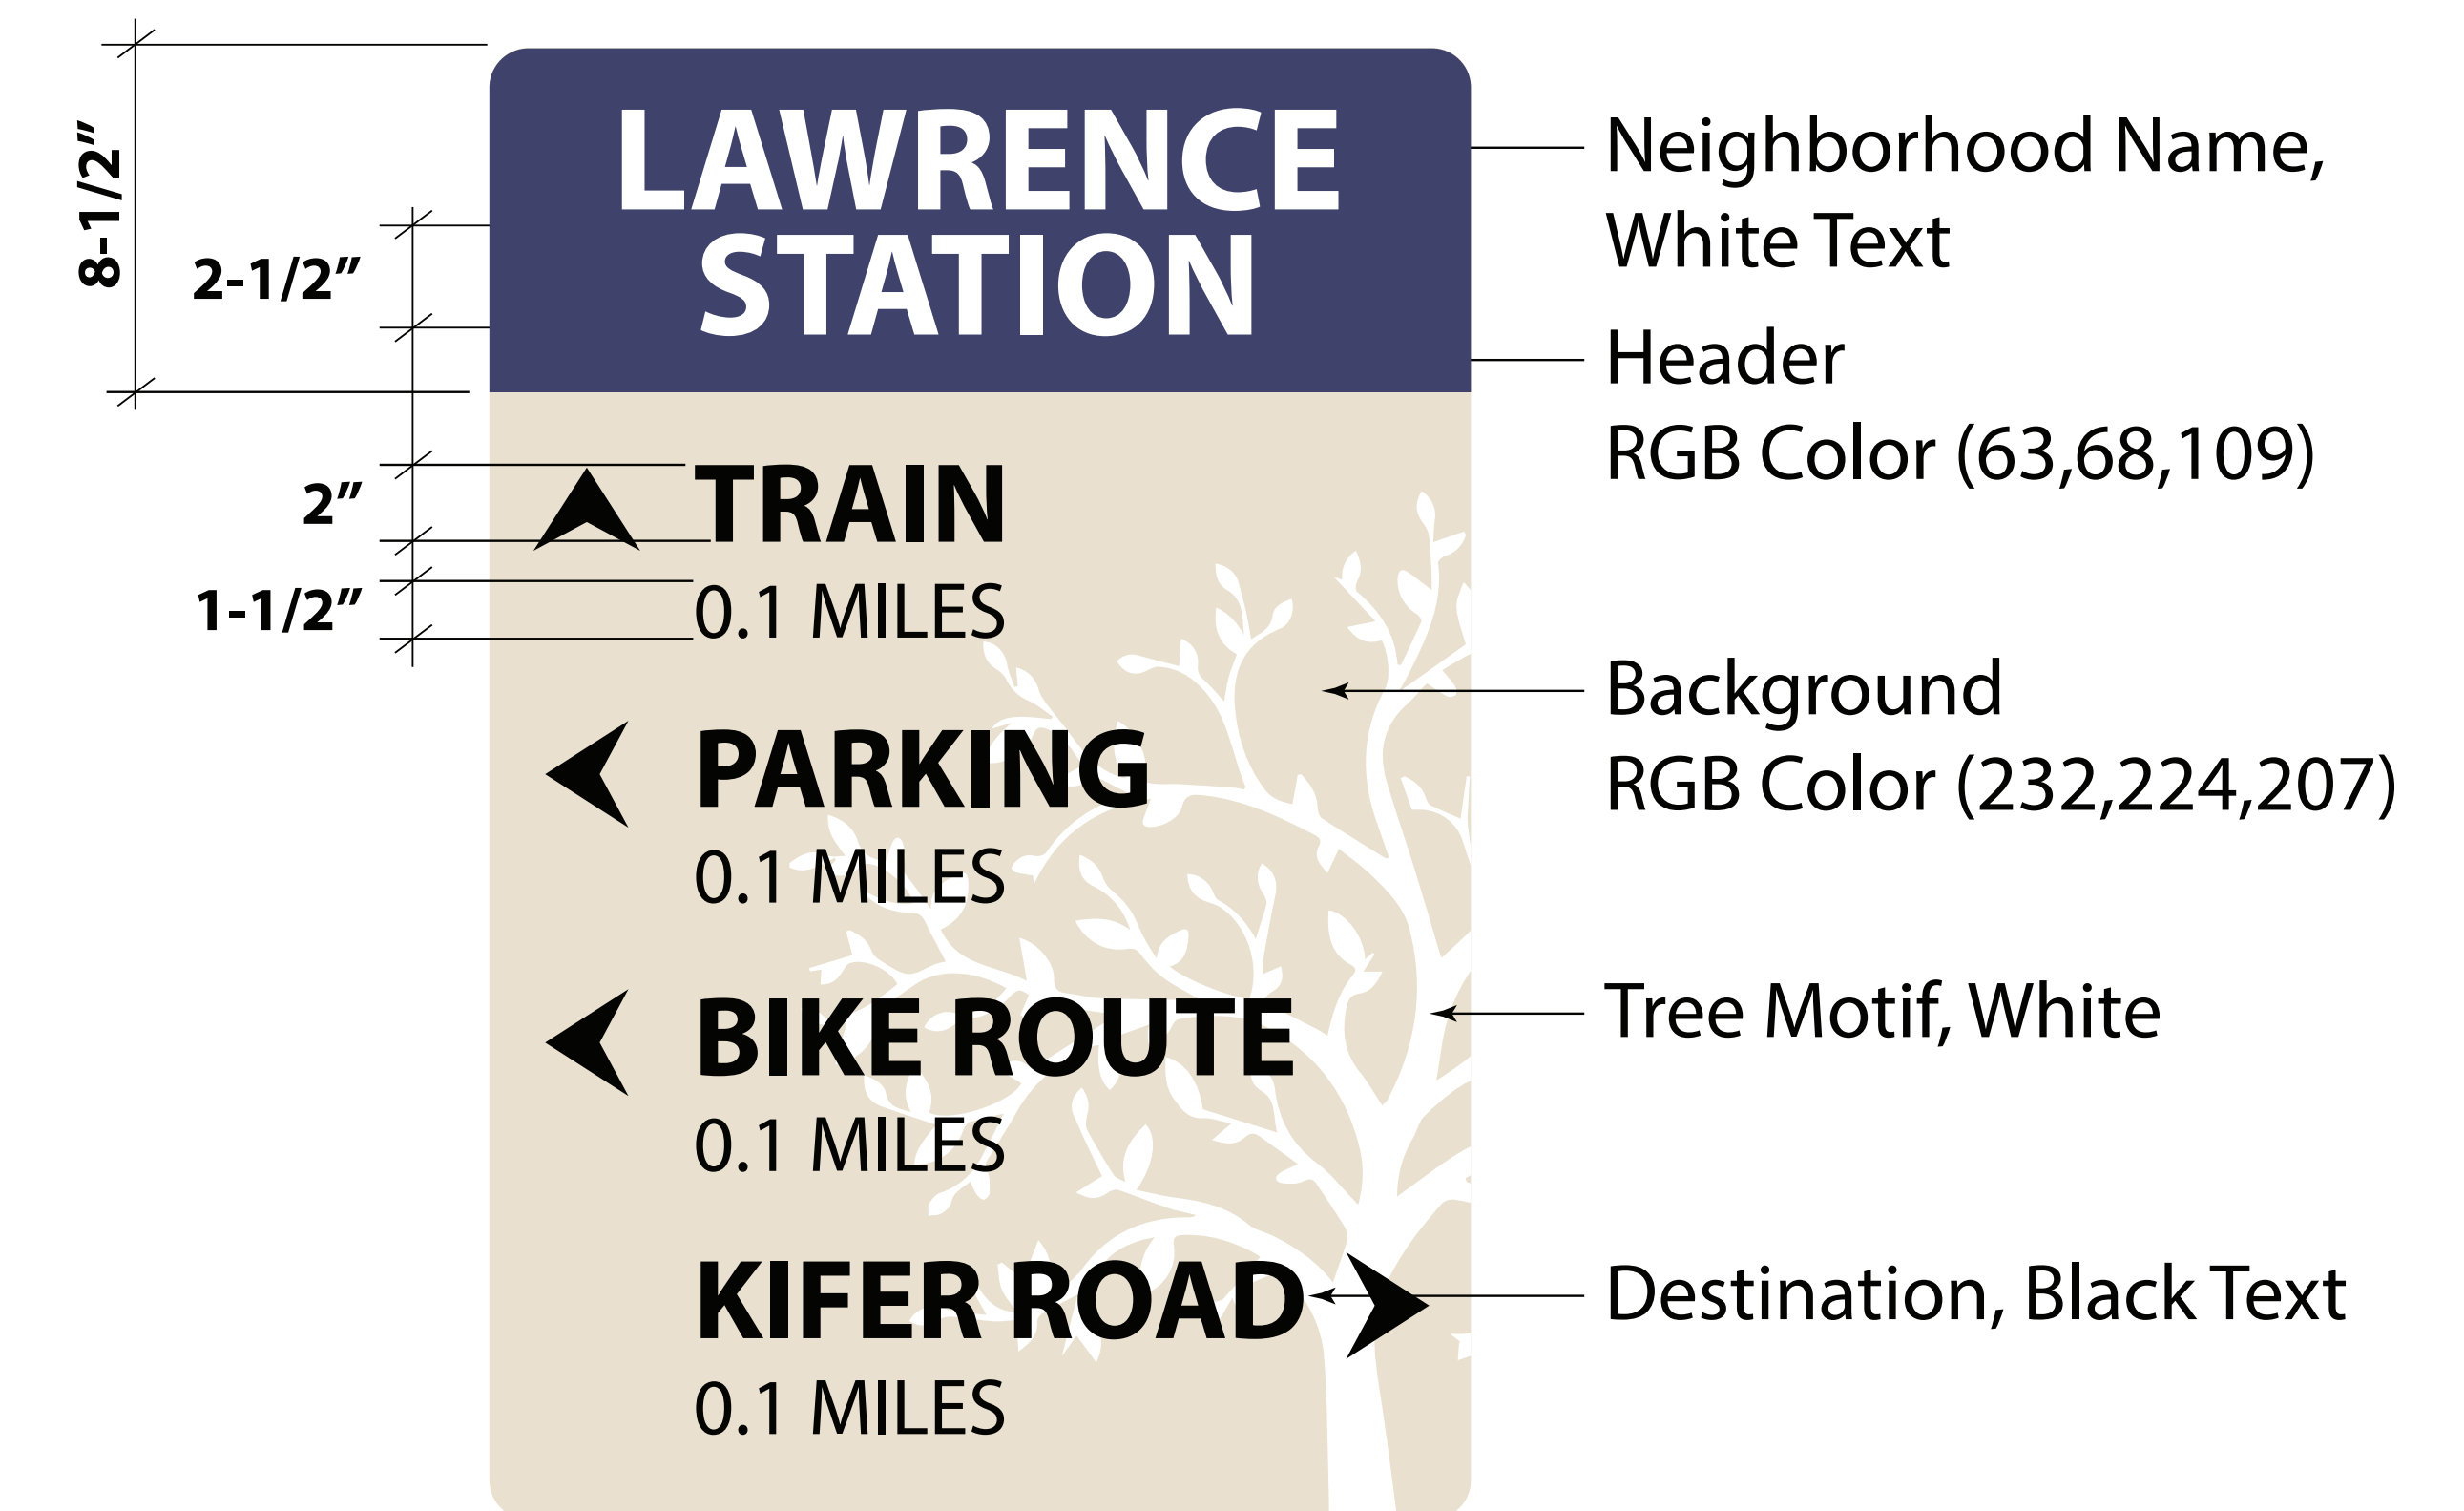 8-1/2”
2-1/2”
2”
1-1/2”
LAWRENCE
STATION
TRAIN
0.1 MILES
PARKING
0.1 MILES
BIKE ROUTE
0.1 MILES
KIFER ROAD
0.1 MILES
Neighborhood Name,
White Text
Header
RGB Color (63,68,109)
Background
RGB Color (232,224,207)
Tree Motif, White
Destination, Black Text